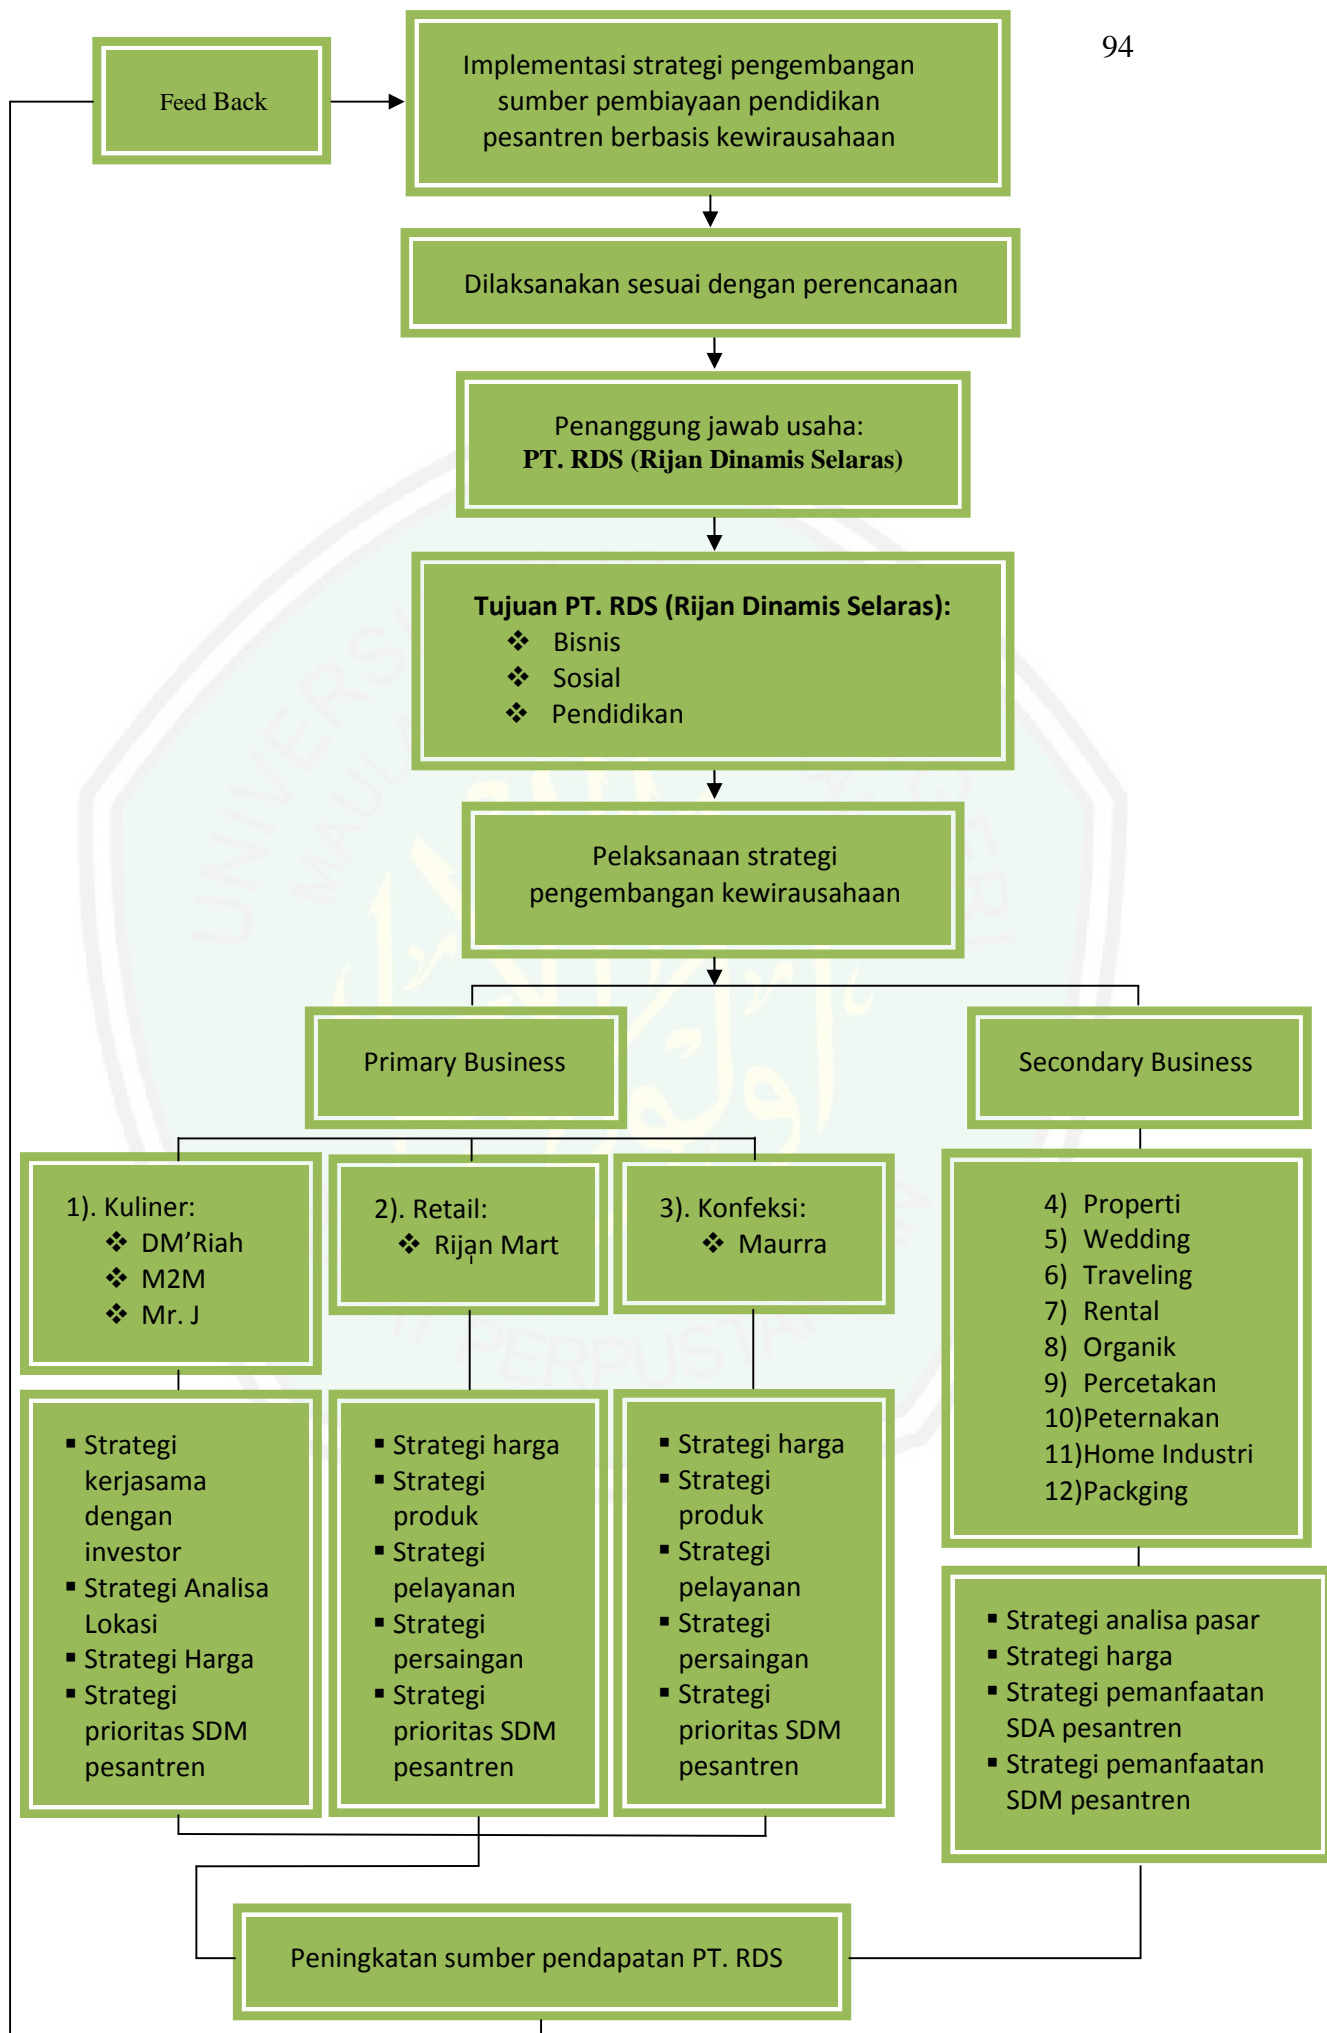 94
Feed Back
Implementasi strategi pengembangan
sumber pembiayaan pendidikan
pesantren berbasis kewirausahaan
Dilaksanakan sesuai dengan perencanaan
Penanggung jawab usaha:
PT. RDS (Rijan Dinamis Selaras)
Tujuan PT. RDS (Rijan Dinamis Selaras):
❖ Bisnis
❖ Sosial
❖ Pendidikan
Pelaksanaan strategi
pengembangan kewirausahaan
Primary Business
Secondary Business
1). Kuliner:
❖ DM’Riah
❖ M2M
❖ Mr. J
2). Retail:
❖ Rijan Mart
3). Konfeksi:
❖ Maurra
4) Properti
5) Wedding
6) Traveling
7) Rental
8) Organik
9) Percetakan
10)Peternakan
11)Home Industri
12)Packging
▪ Strategi
kerjasama
dengan
investor
▪ Strategi Analisa
Lokasi
▪ Strategi Harga
▪ Strategi
prioritas SDM
pesantren
▪ Strategi harga
▪ Strategi
produk
▪ Strategi
pelayanan
▪ Strategi
persaingan
▪ Strategi
prioritas SDM
pesantren
▪ Strategi harga
▪ Strategi
produk
▪ Strategi
pelayanan
▪ Strategi
persaingan
▪ Strategi
prioritas SDM
pesantren
▪ Strategi analisa pasar
▪ Strategi harga
▪ Strategi pemanfaatan
SDA pesantren
▪ Strategi pemanfaatan
SDM pesantren
Peningkatan sumber pendapatan PT. RDS